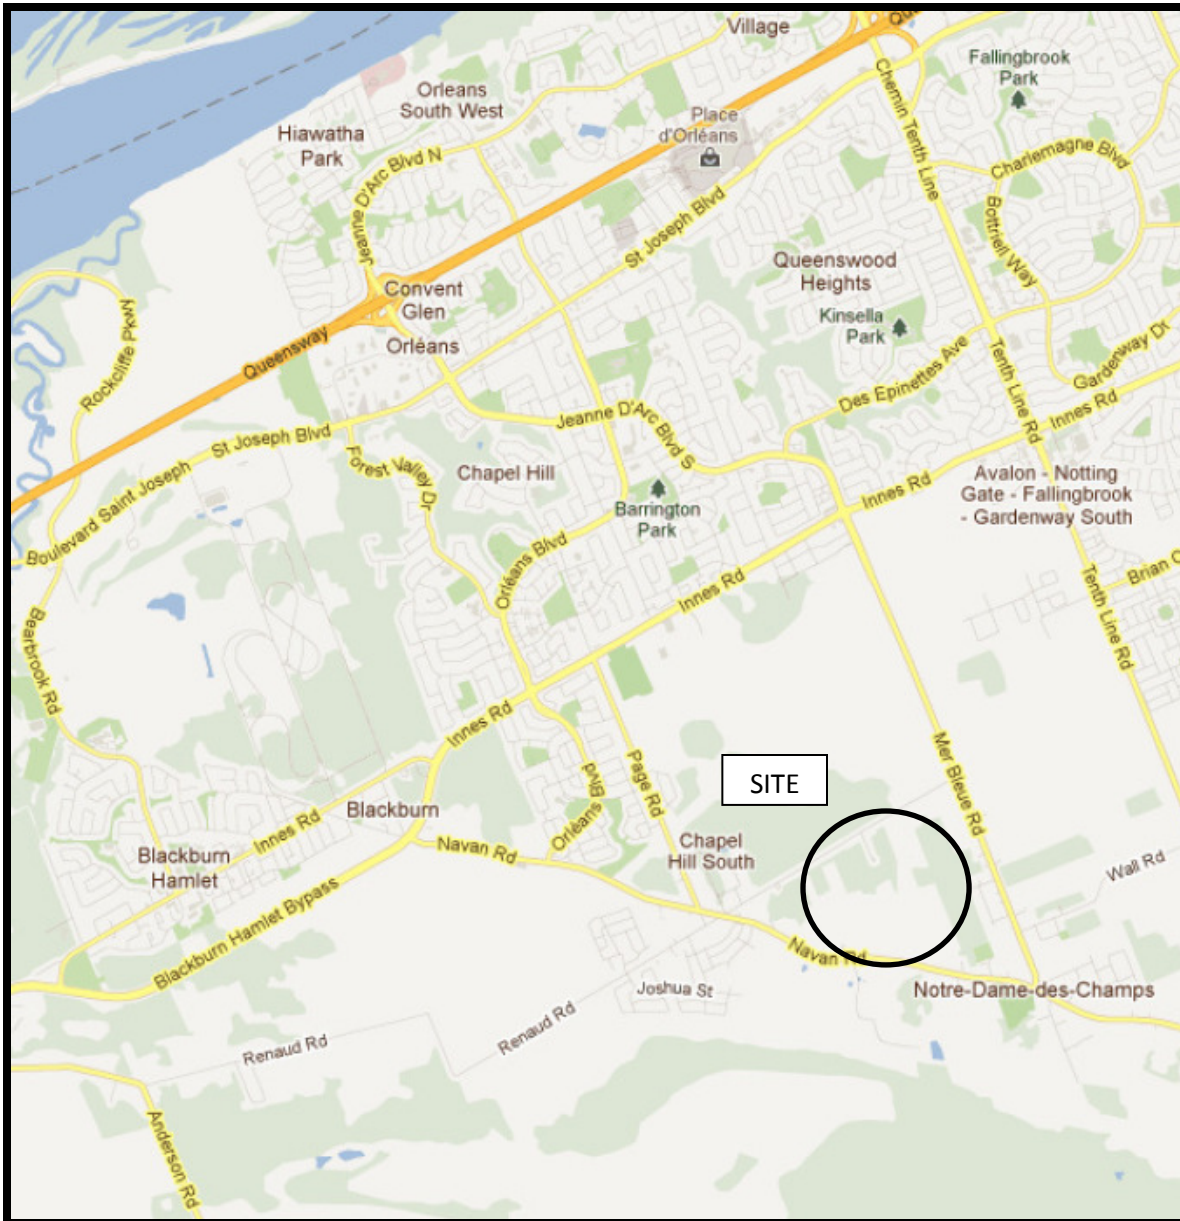 Village
Que
Fallingbrook
Park
Chemin Tenth Line
Orleans
South West
Place
d'Orléans
Hiawatha
Park
Jeanne D'Arc Blvd N
Charlemagne Blvd
Bottriell Way
St Joseph Blvd
Queenswood
Heights
Convent
Glen
Kinsella
Park
Rockcliffe Pkwy
Queensway
Orléans
Tenth Line Rd
Gardenway Dr
Des Epinettes Ave
Innes Rd
Jeanne D'Arc Blvd S
St Joseph Blvd
Boulevard Saint Joseph
Forest Valley Dr
Chapel Hill
Barrington
Park
Innes Rd
Avalon - Notting
Gate - Fallingbrook
- Gardenway South
Orléans Blvd
Innes Rd
Brian C
Tenth Line Rd
Bearbrook Rd
Innes Rd
Page Rd
Mer Bleue Rd
SITE
Orléans Blvd
Blackburn
Innes Rd
Navan Rd
Chapel
Hill South
Blackburn
Hamlet
Wall Rd
Blackburn Hamlet Bypass
Navan Rd
Joshua St
Notre-Dame-des-Champs
Renaud Rd
Renaud Rd
Anderson Rd